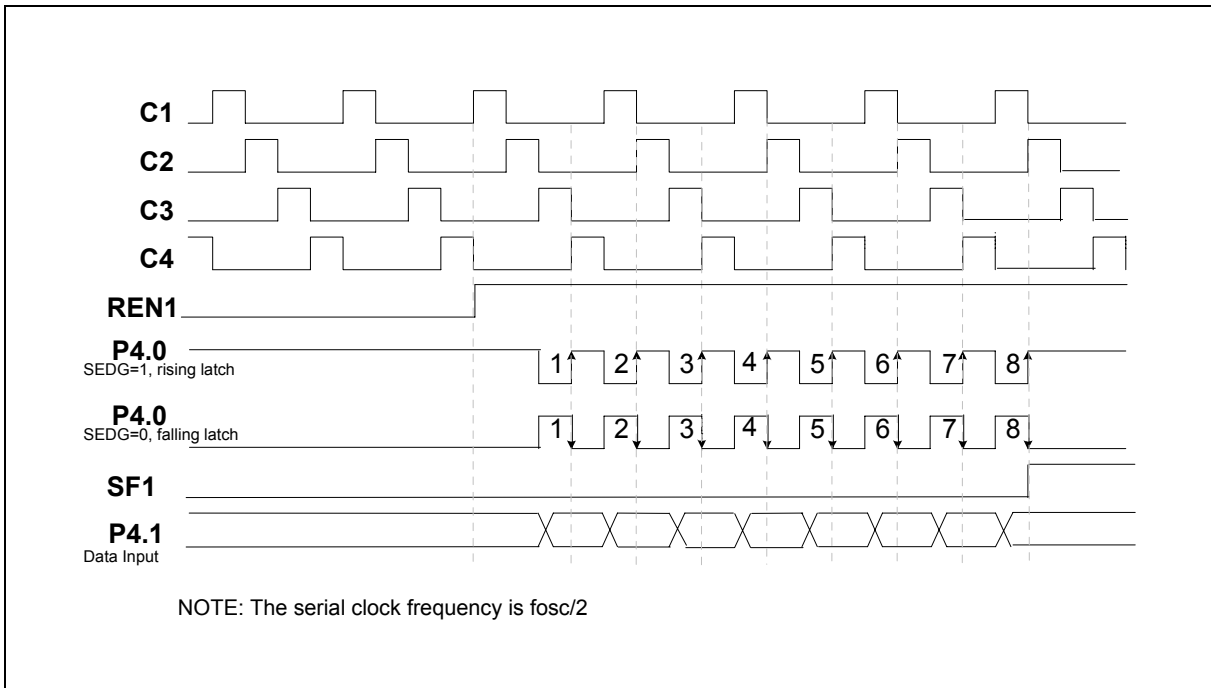 C1
C2
C3
C4
REN1
P4.0
SEDG=1, rising latch
1 2 3 4 5 6 7 8
P4.0
SEDG=0, falling latch
1 2 3 4 5 6 7 8
SF1
P4.1
Data Input
NOTE: The serial clock frequency is fosc/2